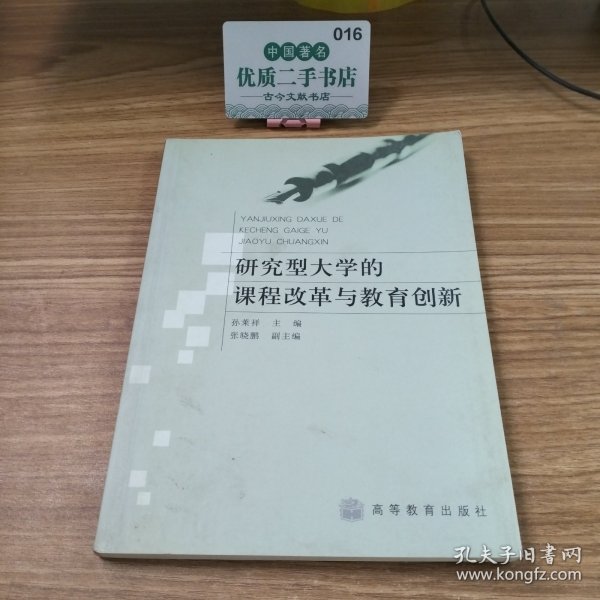 016
中国著名
优质二手书店
古今文献书店
YANJIUXING DAXUE DE
KECHENG GAIGE YU
JIAOYU CHUANGXIN
研究型大学的
课程改革与教育创新
孙莱祥 主 编
张晓鹏 副主编
高等教育出版社
孔夫子旧书网
www.kongfz.com